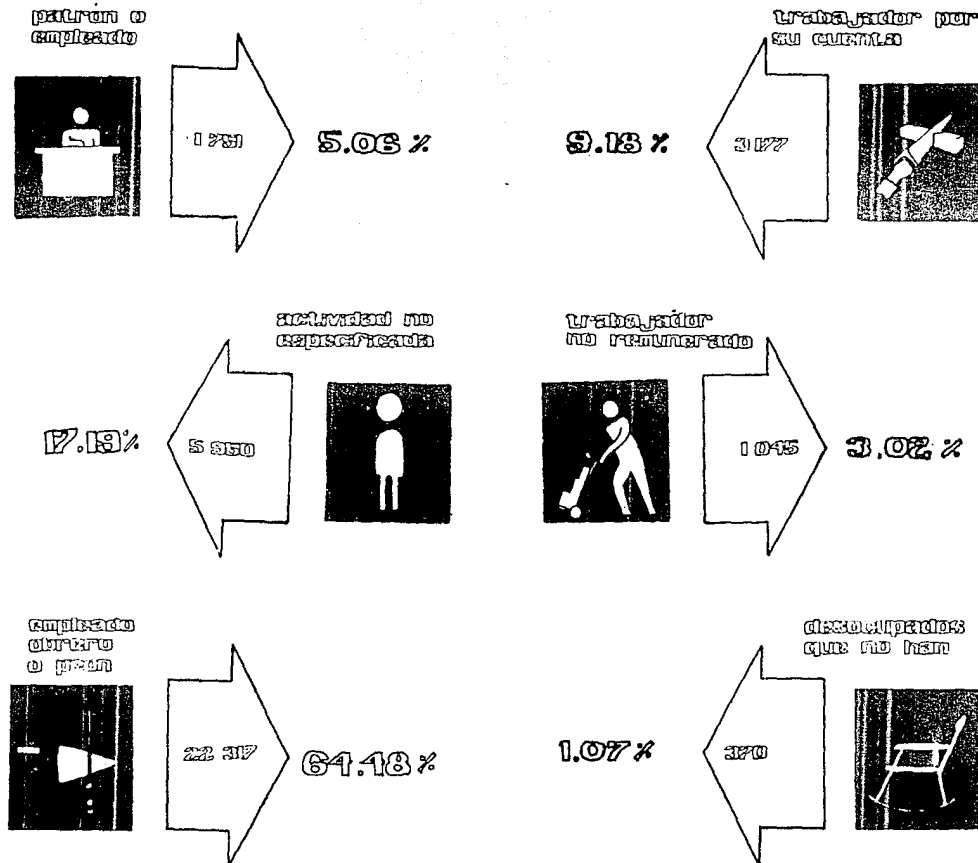 patrón o
empleado
1 751
5.06 %
trabajador por
su cuenta
3 177
9.18 %
actividad no
especificada
5 950
17.19 %
trabajador
no remunerado
1 045
3.02 %
empleado
obrero
o peon
22 317
64.48 %
desocupados
que no han
370
1.07 %